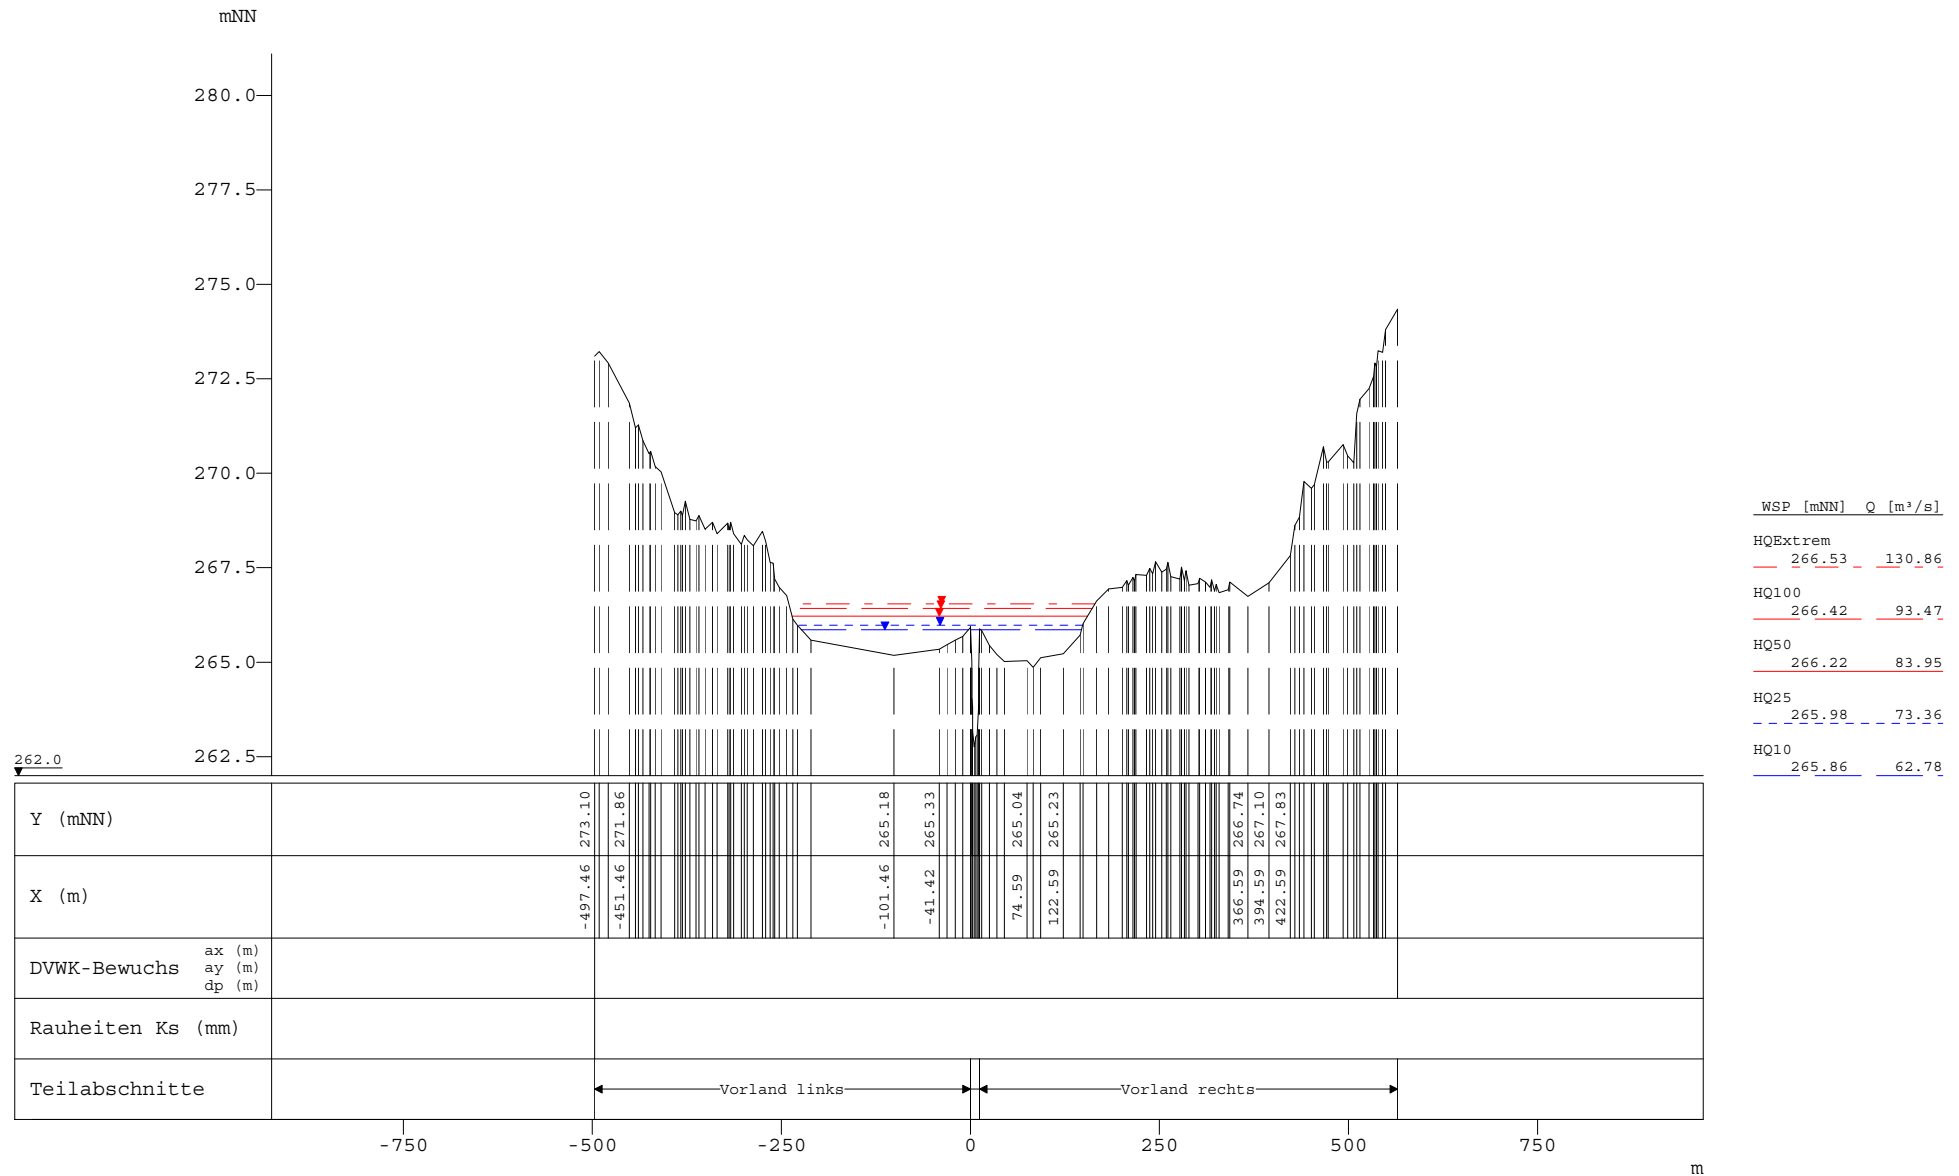 mNN
280.0
277.5
275.0
272.5
270.0
267.5
265.0
262.5
262.0
WSP [mNN] Q [m³/s]
HQExtrem
266.53 130.86
HQ100
266.42 93.47
HQ50
266.22 83.95
HQ25
265.98 73.36
HQ10
265.86 62.78
Y (mNN)
273.10
271.86
265.18
265.33
265.04
265.23
266.74
267.10
267.83
X (m)
-497.46
-451.46
-101.46
-41.42
74.59
122.59
366.59
394.59
422.59
DVWK-Bewuchs
ax (m)
ay (m)
dp (m)
Rauheiten Ks (mm)
Teilabschnitte
Vorland links
Vorland rechts
-750 -500 -250 0 250 500 750
m